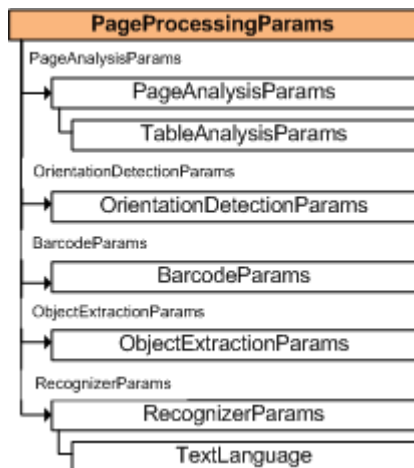 PageProcessingParams
PageAnalysisParams
PageAnalysisParams
TableAnalysisParams
OrientationDetectionParams
OrientationDetectionParams
BarcodeParams
BarcodeParams
ObjectExtractionParams
ObjectExtractionParams
RecognizerParams
RecognizerParams
TextLanguage